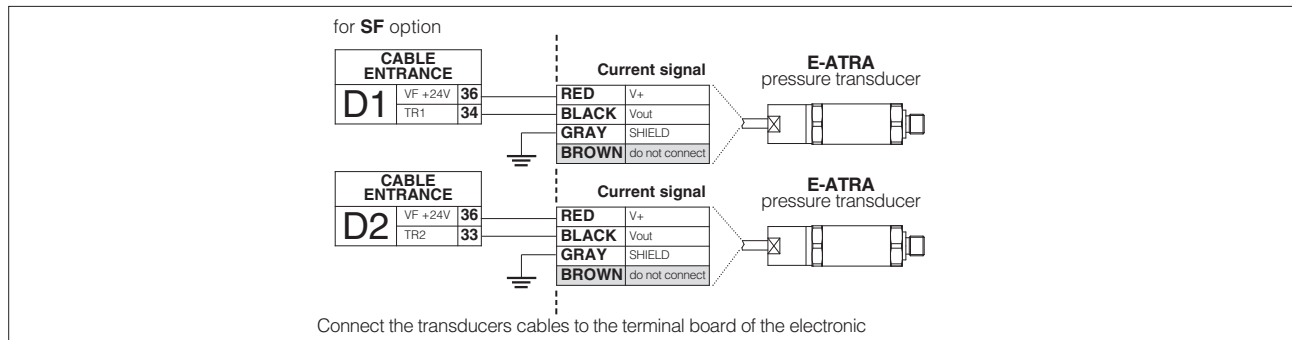 for SF option
CABLE ENTRANCE
D1
VF +24V 36
TR1 34
Current signal
RED V+
BLACK Vout
GRAY SHIELD
BROWN do not connect
E-ATRA
pressure transducer
CABLE ENTRANCE
D2
VF +24V 36
TR2 33
Current signal
RED V+
BLACK Vout
GRAY SHIELD
BROWN do not connect
E-ATRA
pressure transducer
Connect the transducers cables to the terminal board of the electronic